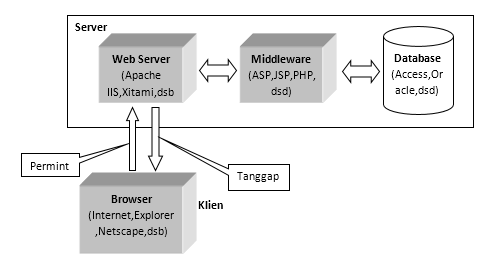 Server
Web Server
(Apache
IIS,Xitami,dsb
Middleware
(ASP,JSP,PHP,
dsd)
Database
(Access,Or
acle,dsd)
Permint
Tanggap
Browser
(Internet,Explorer
,Netscape,dsb)
Klien